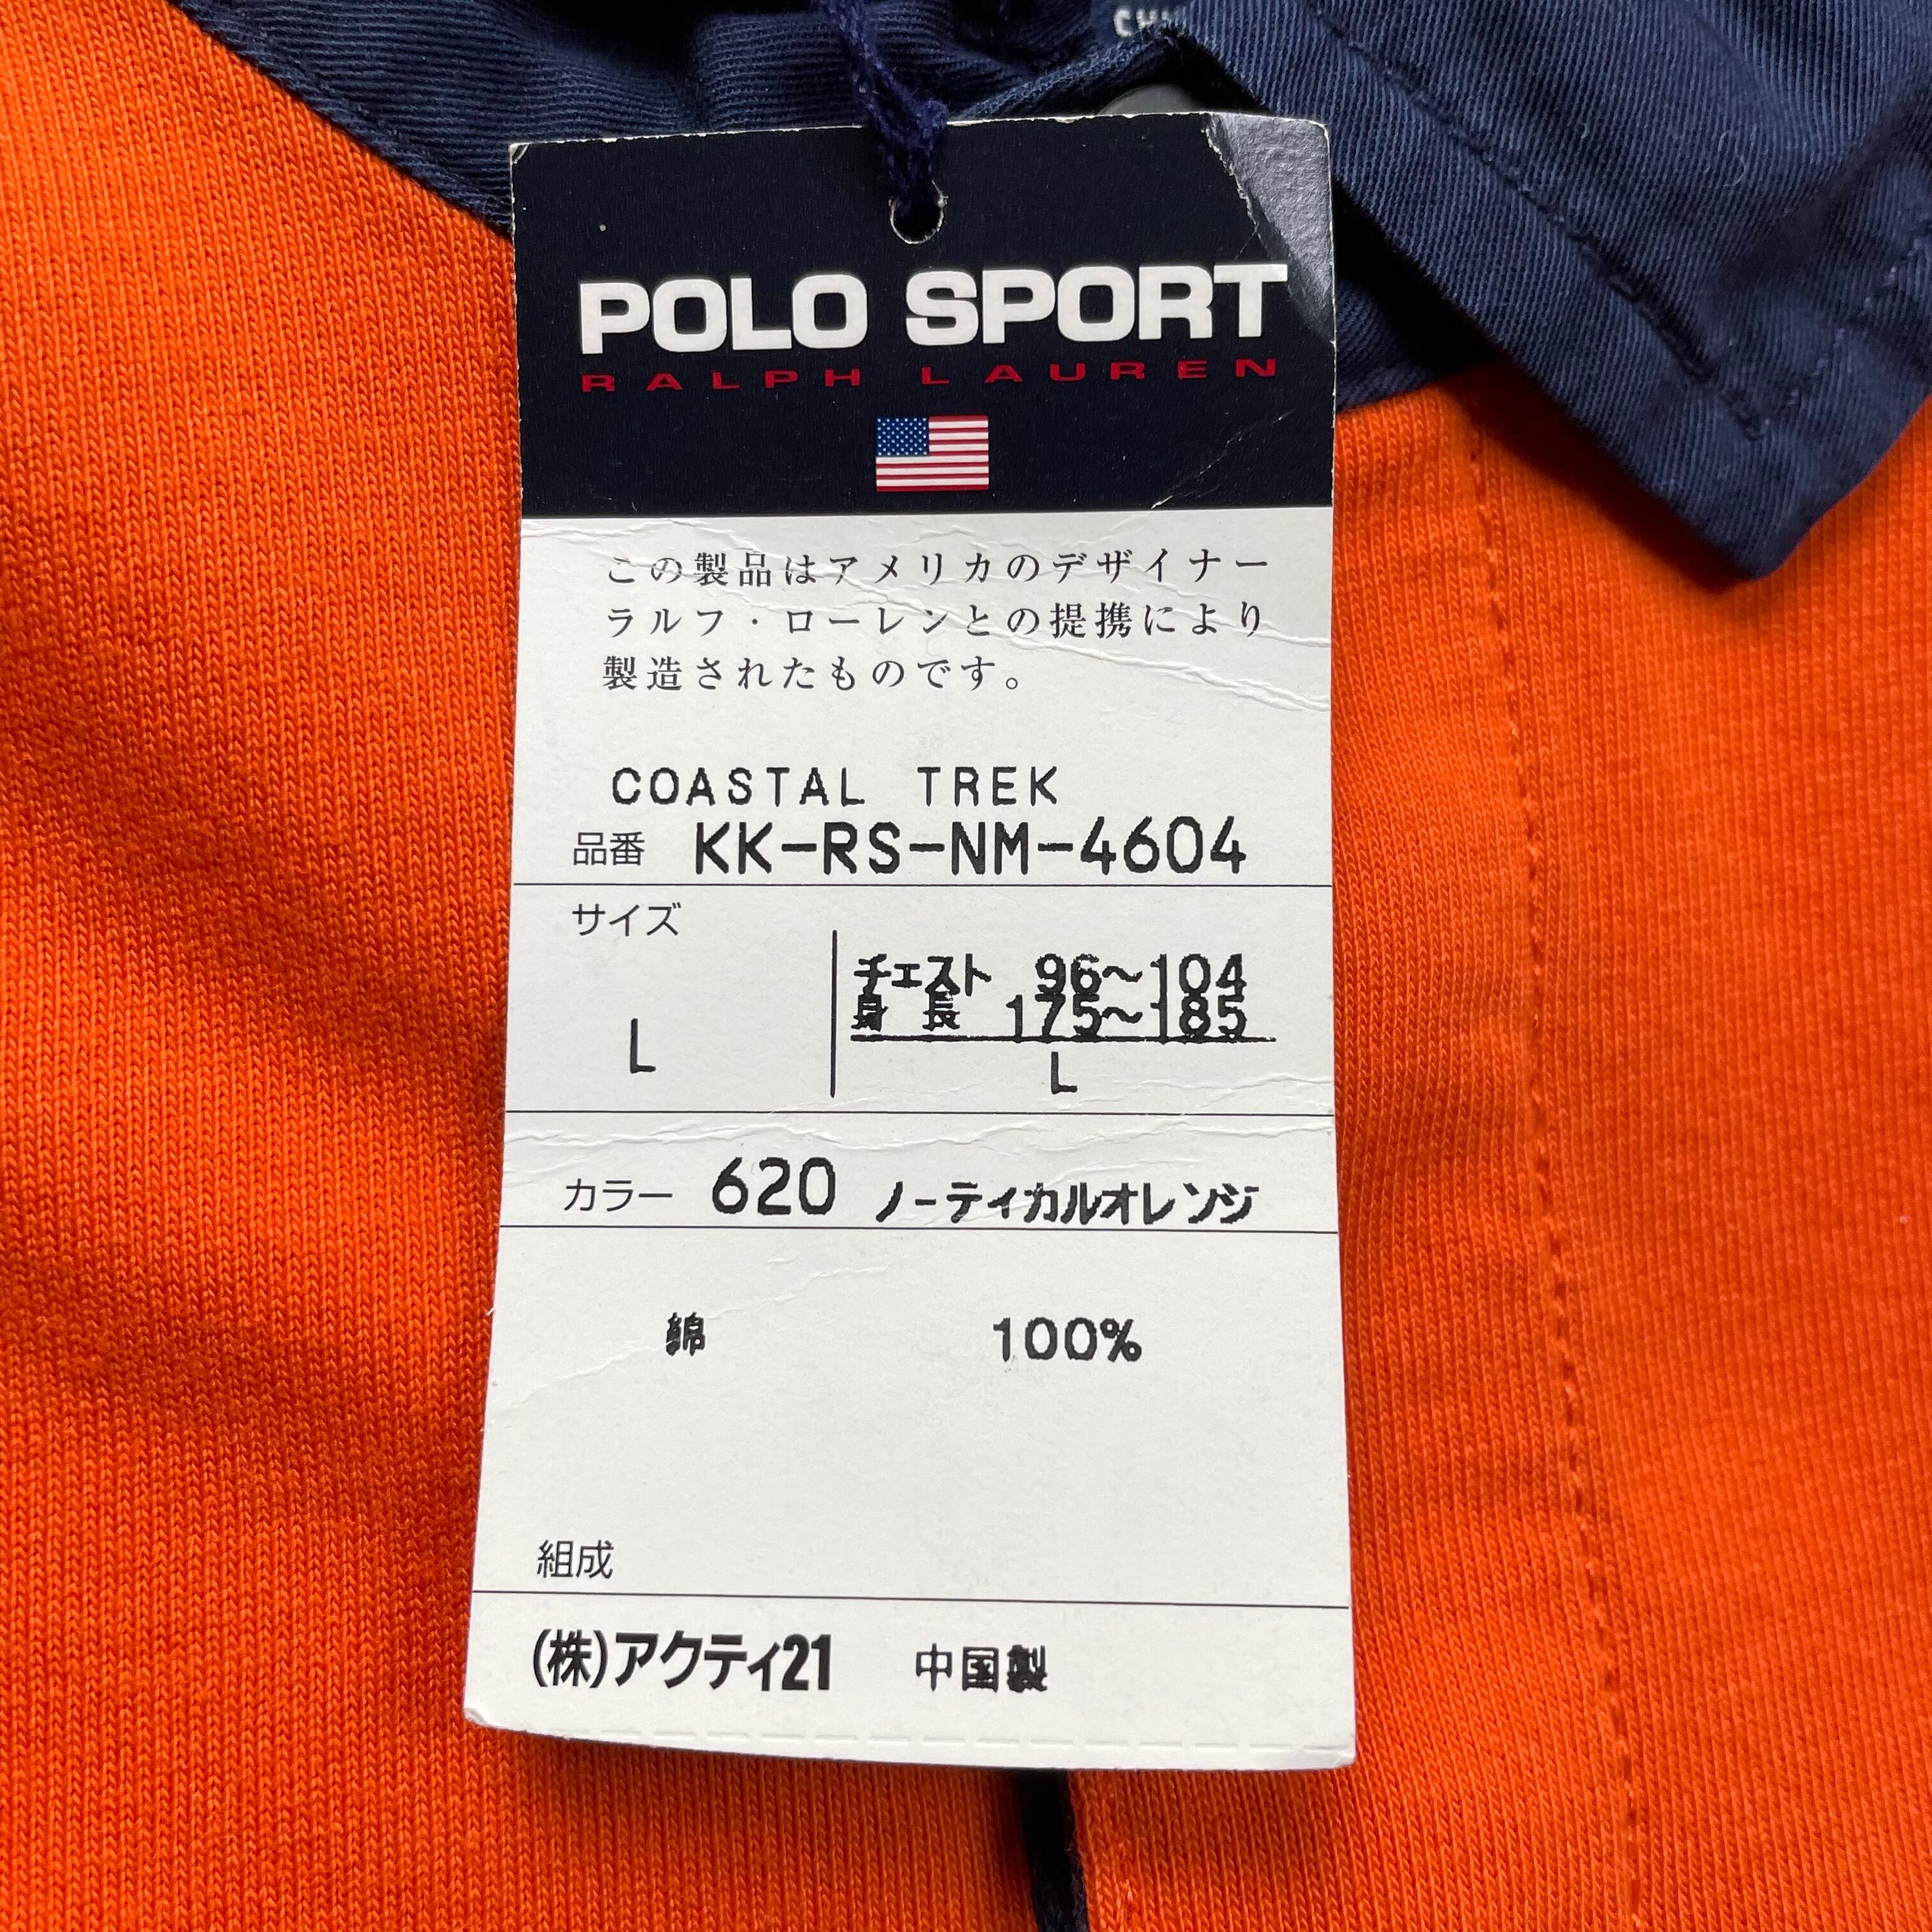 POLO SPORT
RALPH LAUREN
この製品はアメリカのデザイナー
ラルフ・ローレンとの提携により
製造されたものです。
COASTAL TREK
品番 KK-RS-NM-4604
サイズ
L
チェスト 96～104
身長 175～185
L
カラー 620 ノーティカルオレンジ
綿 100%
組成
(株)アクティ21 中国製